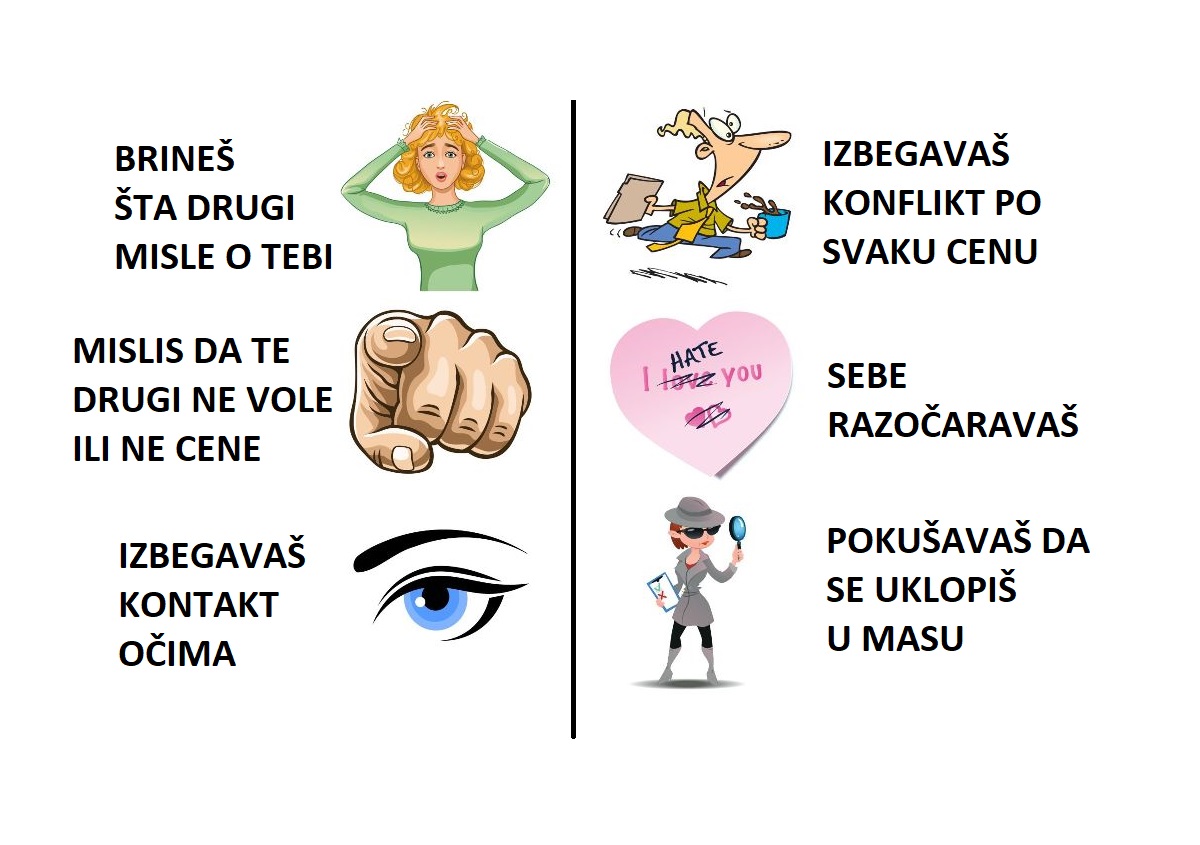 BRINEŠ
ŠTA DRUGI
MISLE O TEBI
MISLIS DA TE
DRUGI NE VOLE
ILI NE CENE
IZBEGAVAŠ
KONTAKT
OČIMA
IZBEGAVAŠ
KONFLIKT PO
SVAKU CENU
HATE
I love you
SEBE
RAZOČARAVAŠ
POKUŠAVAŠ DA
SE UKLOPIŠ
U MASU